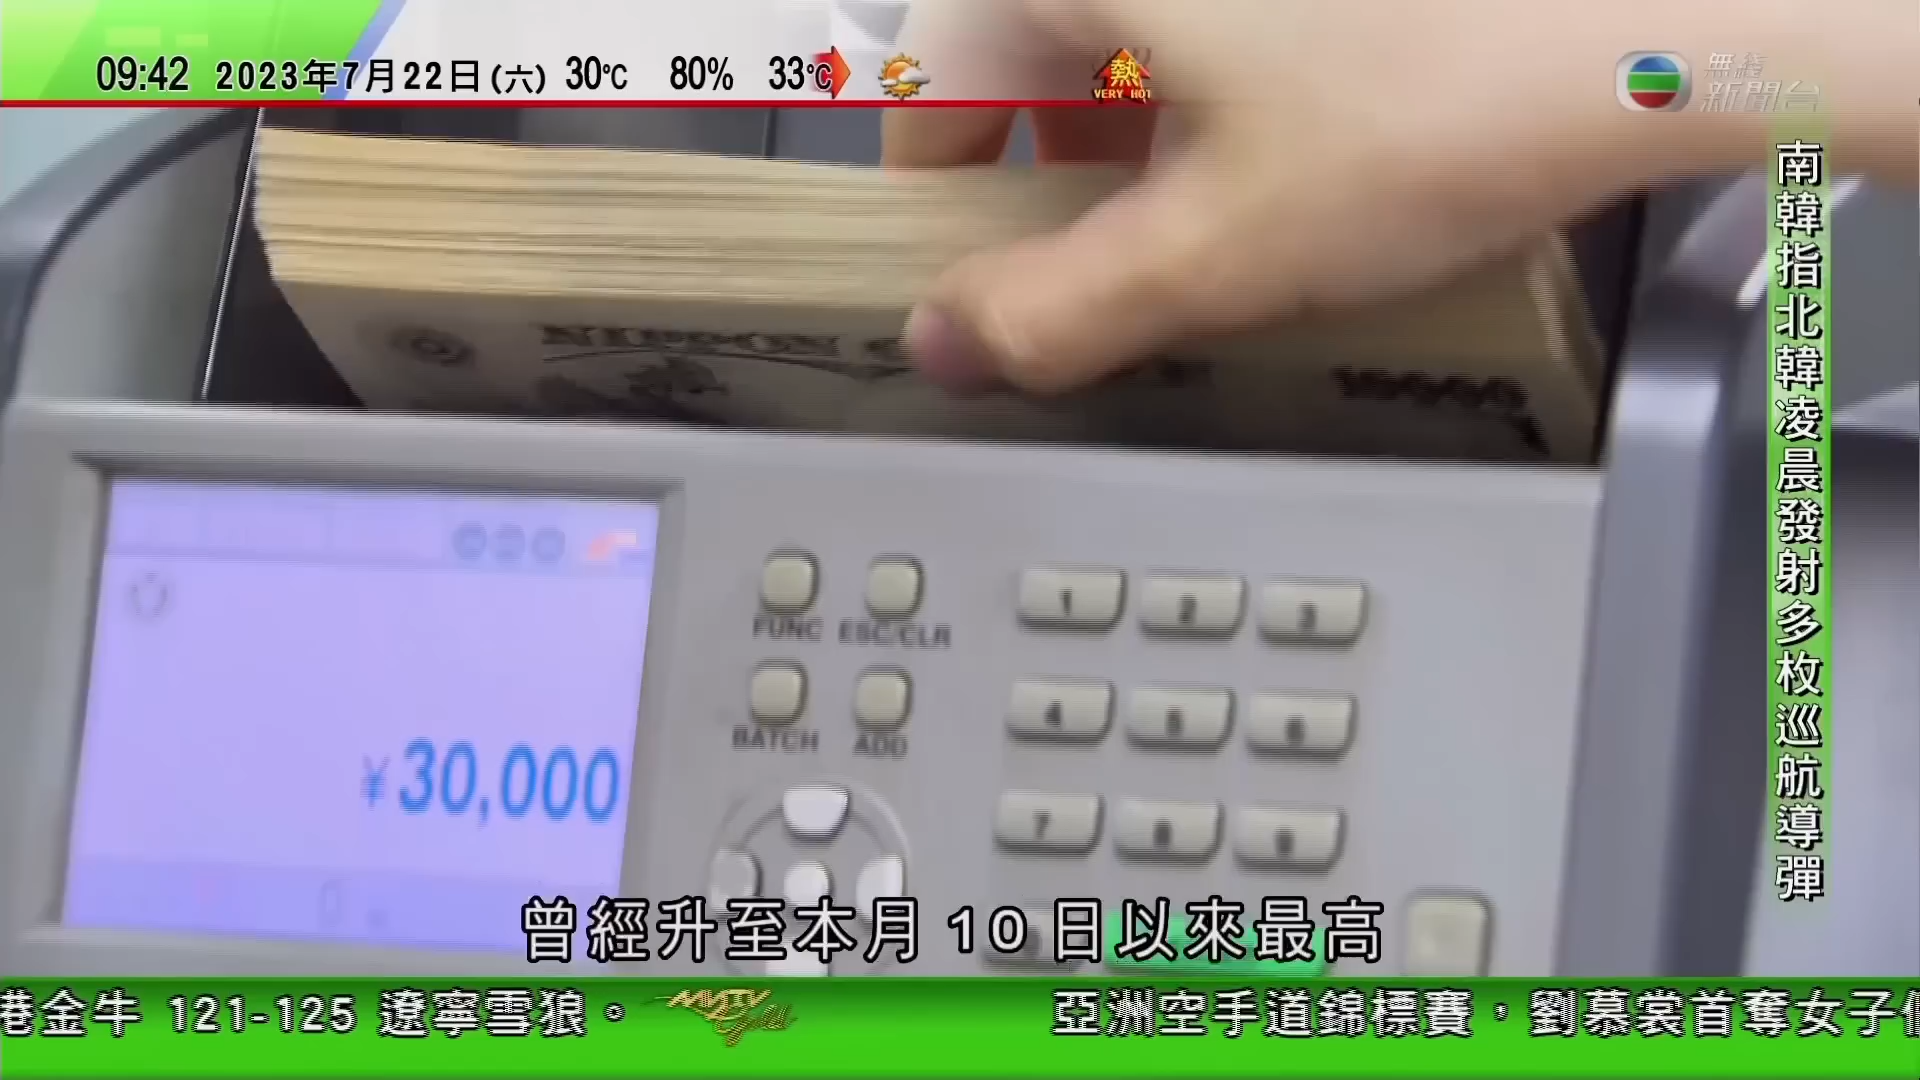 09:42 2023年7月22日(六) 30℃ 80% 33℃
熱
VERY HOT
無綫
新聞台
南韓指北韓凌晨發射多枚巡航導彈
NIPPON
10000
¥30,000
FUNC ESC/CLR
BATCH ADD
1 2 3
4 5 6
7 8 9
曾經升至本月10日以來最高
港金牛 121-125 遼寧雪狼。 亞洲空手道錦標賽，劉慕裳首奪女子